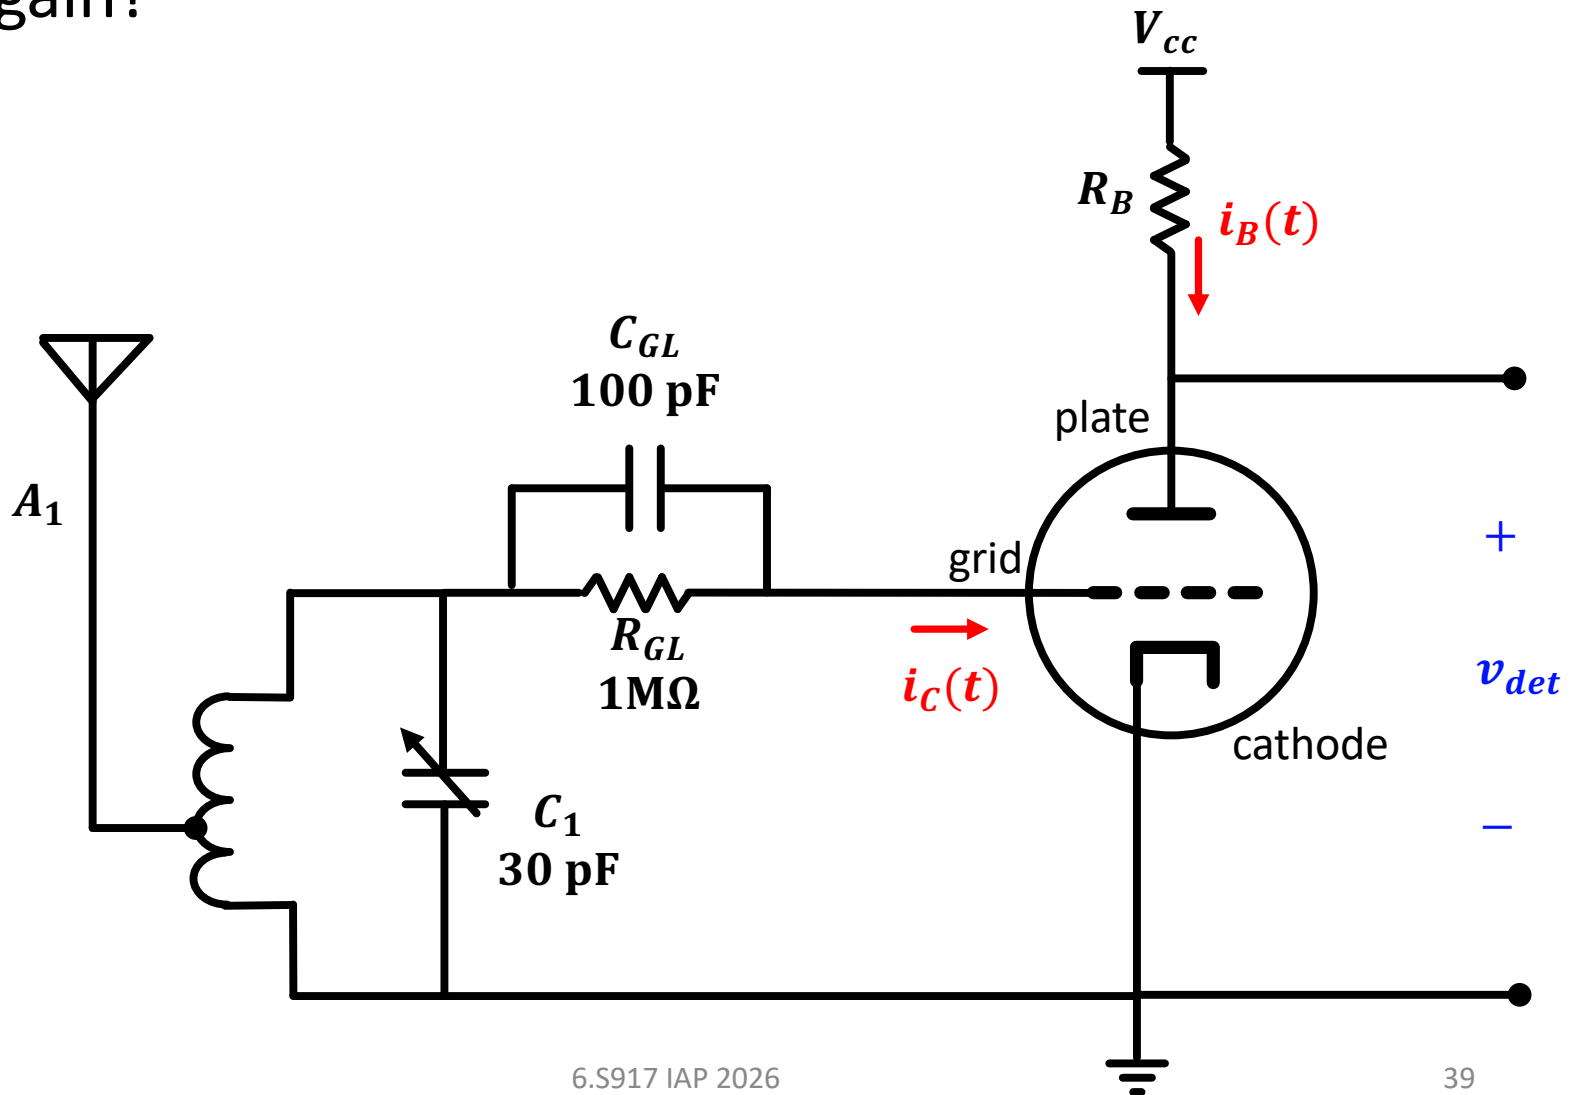 gain?
V_cc
R_B
i_B(t)
C_GL
100 pF
plate
A_1
+
grid
R_GL
1MΩ
i_C(t)
v_det
cathode
C_1
30 pF
−
6.S917 IAP 2026
39